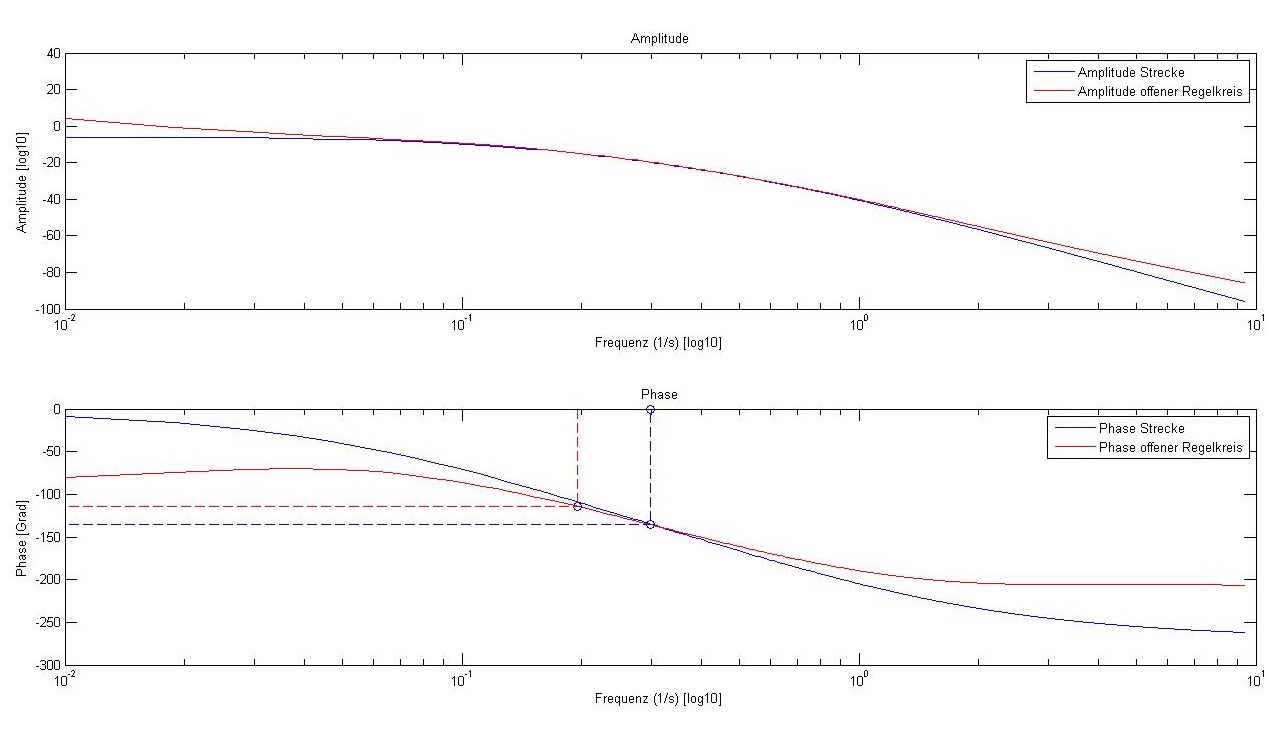 Amplitude
40
20
0
-20
-40
-60
-80
-100
Amplitude [log10]
Amplitude Strecke
Amplitude offener Regelkreis
10^-2
10^-1
10^0
10^1
Frequenz (1/s) [log10]
Phase
0
-50
-100
-150
-200
-250
-300
Phase [Grad]
Phase Strecke
Phase offener Regelkreis
10^-2
10^-1
10^0
10^1
Frequenz (1/s) [log10]